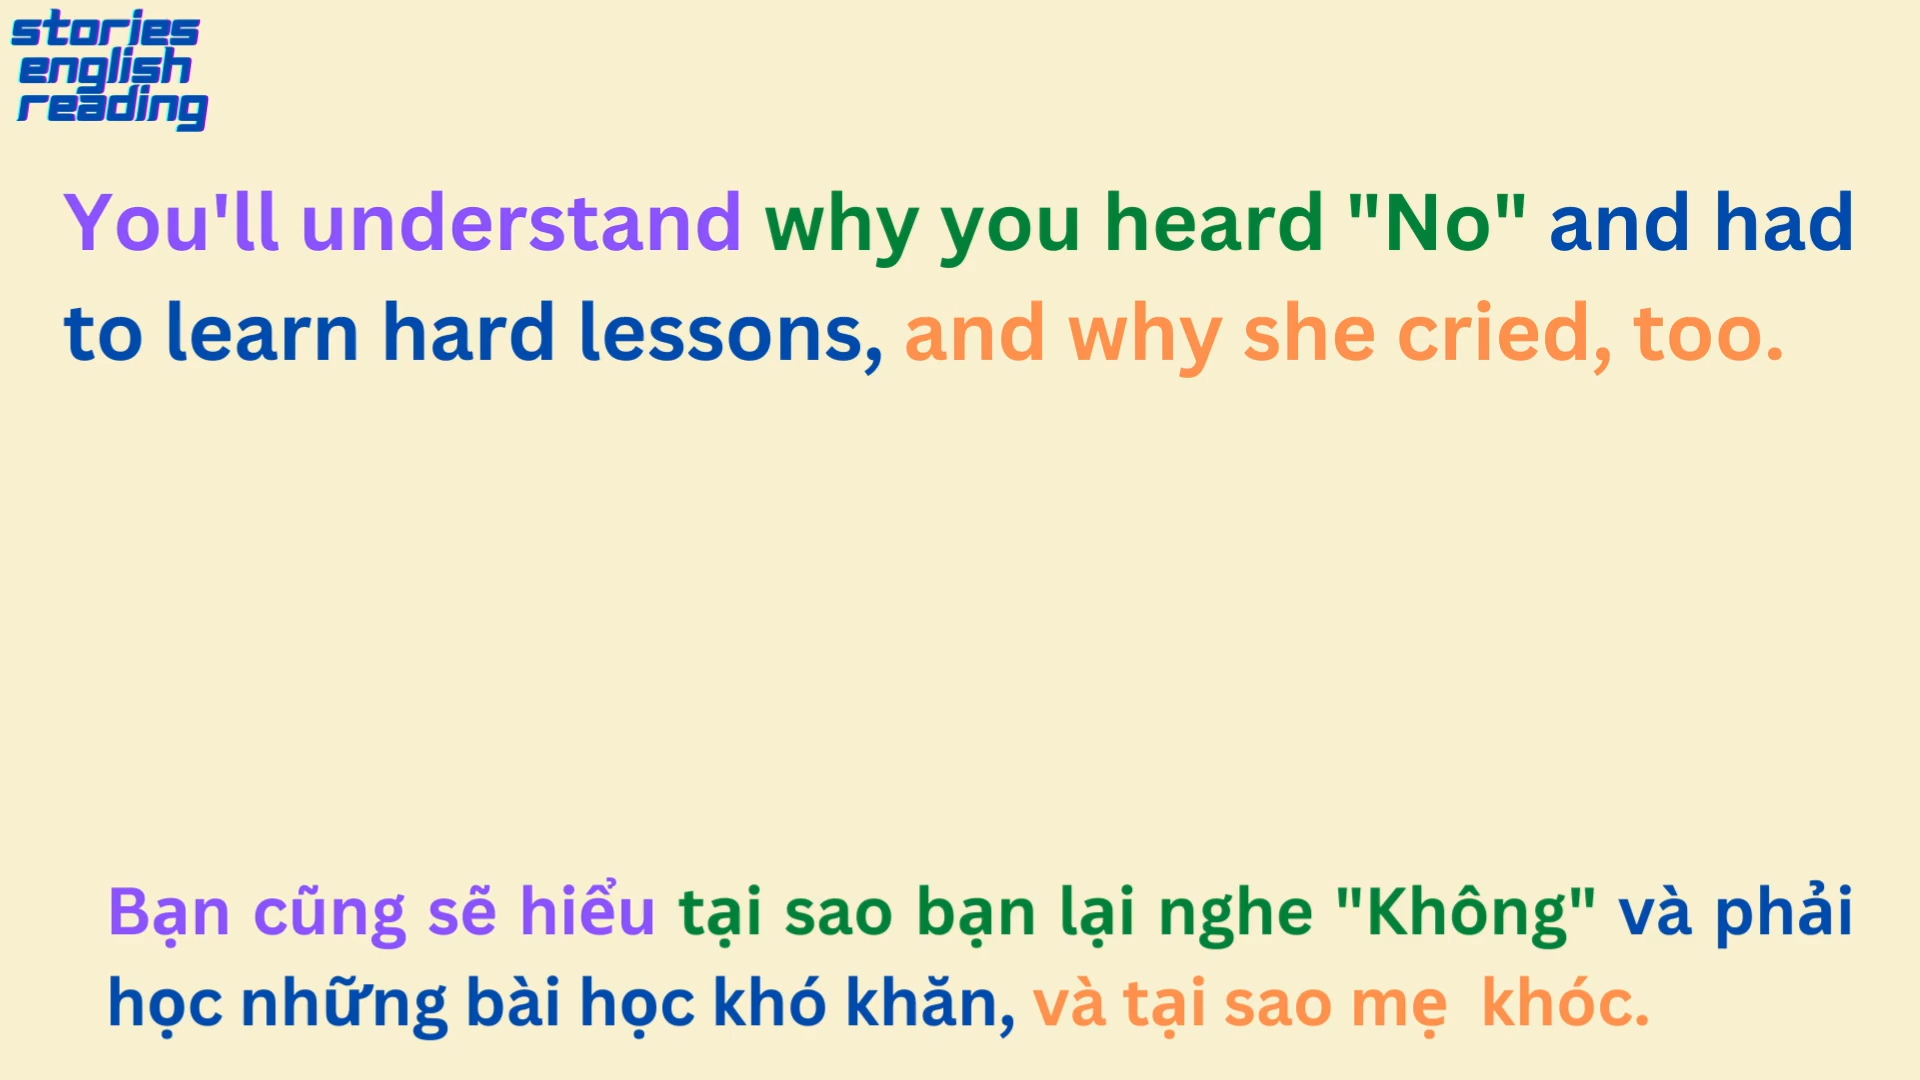 stories
english
reading
You'll understand why you heard "No" and had
to learn hard lessons, and why she cried, too.
Bạn cũng sẽ hiểu tại sao bạn lại nghe "Không" và phải
học những bài học khó khăn, và tại sao mẹ khóc.